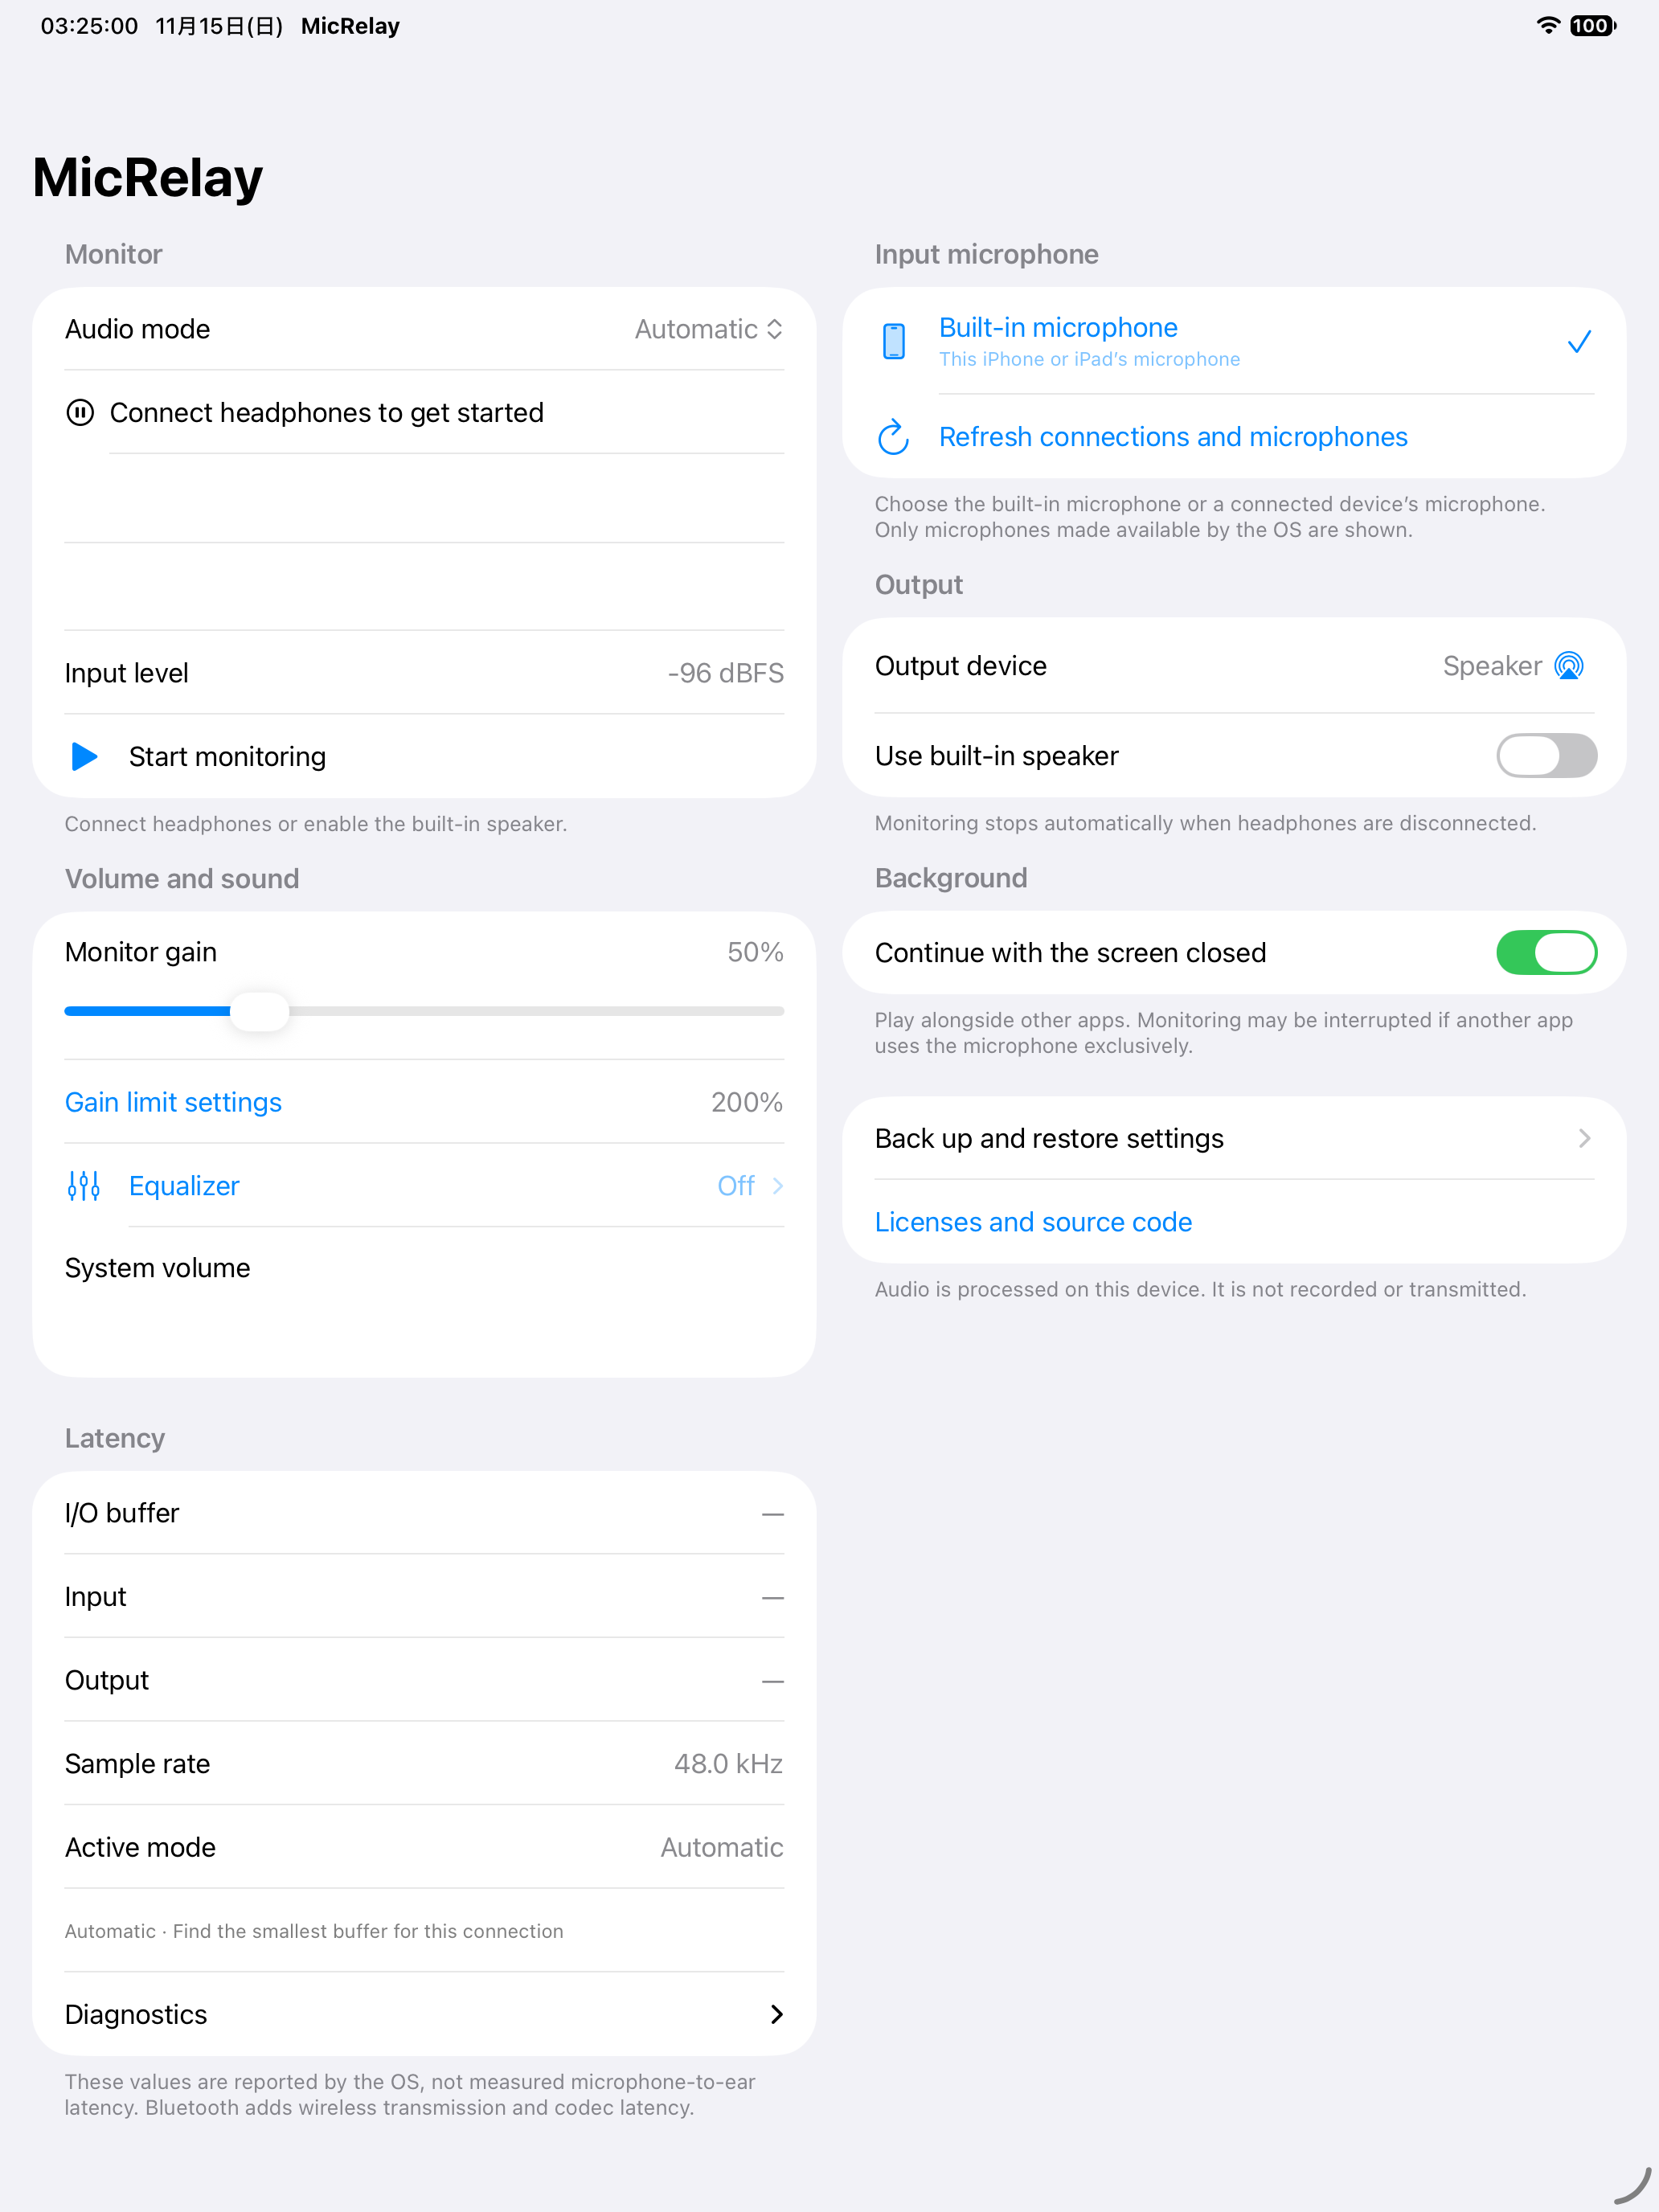 03:25:00 11月15日(日) MicRelay
100
MicRelay
Monitor
Audio mode
Automatic
Connect headphones to get started
Input level
-96 dBFS
Start monitoring
Connect headphones or enable the built-in speaker.
Volume and sound
Monitor gain
50%
Gain limit settings
200%
Equalizer
Off
System volume
Latency
I/O buffer
—
Input
—
Output
—
Sample rate
48.0 kHz
Active mode
Automatic
Automatic · Find the smallest buffer for this connection
Diagnostics
These values are reported by the OS, not measured microphone-to-ear
latency. Bluetooth adds wireless transmission and codec latency.
Input microphone
Built-in microphone
This iPhone or iPad’s microphone
Refresh connections and microphones
Choose the built-in microphone or a connected device’s microphone.
Only microphones made available by the OS are shown.
Output
Output device
Speaker
Use built-in speaker
Monitoring stops automatically when headphones are disconnected.
Background
Continue with the screen closed
Play alongside other apps. Monitoring may be interrupted if another app
uses the microphone exclusively.
Back up and restore settings
Licenses and source code
Audio is processed on this device. It is not recorded or transmitted.